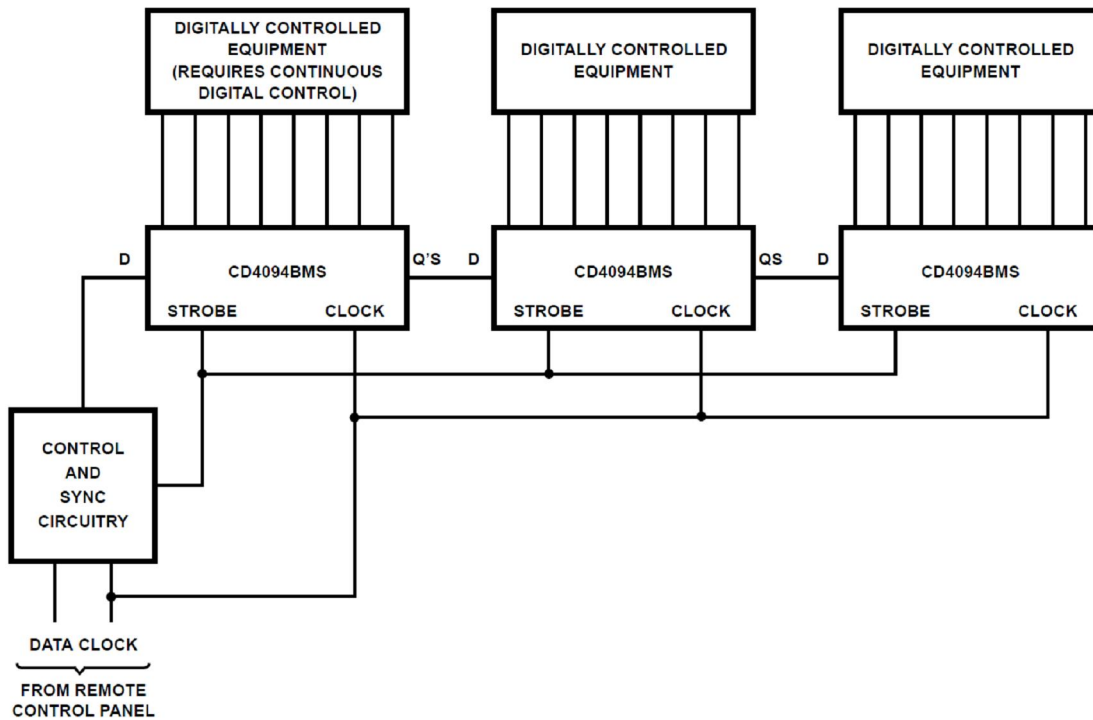 DIGITALLY CONTROLLED
EQUIPMENT
(REQUIRES CONTINUOUS
DIGITAL CONTROL)
DIGITALLY CONTROLLED
EQUIPMENT
DIGITALLY CONTROLLED
EQUIPMENT
D
CD4094BMS
STROBE
CLOCK
Q'S
D
CD4094BMS
STROBE
CLOCK
QS
D
CD4094BMS
STROBE
CLOCK
CONTROL
AND
SYNC
CIRCUITRY
DATA CLOCK
FROM REMOTE
CONTROL PANEL